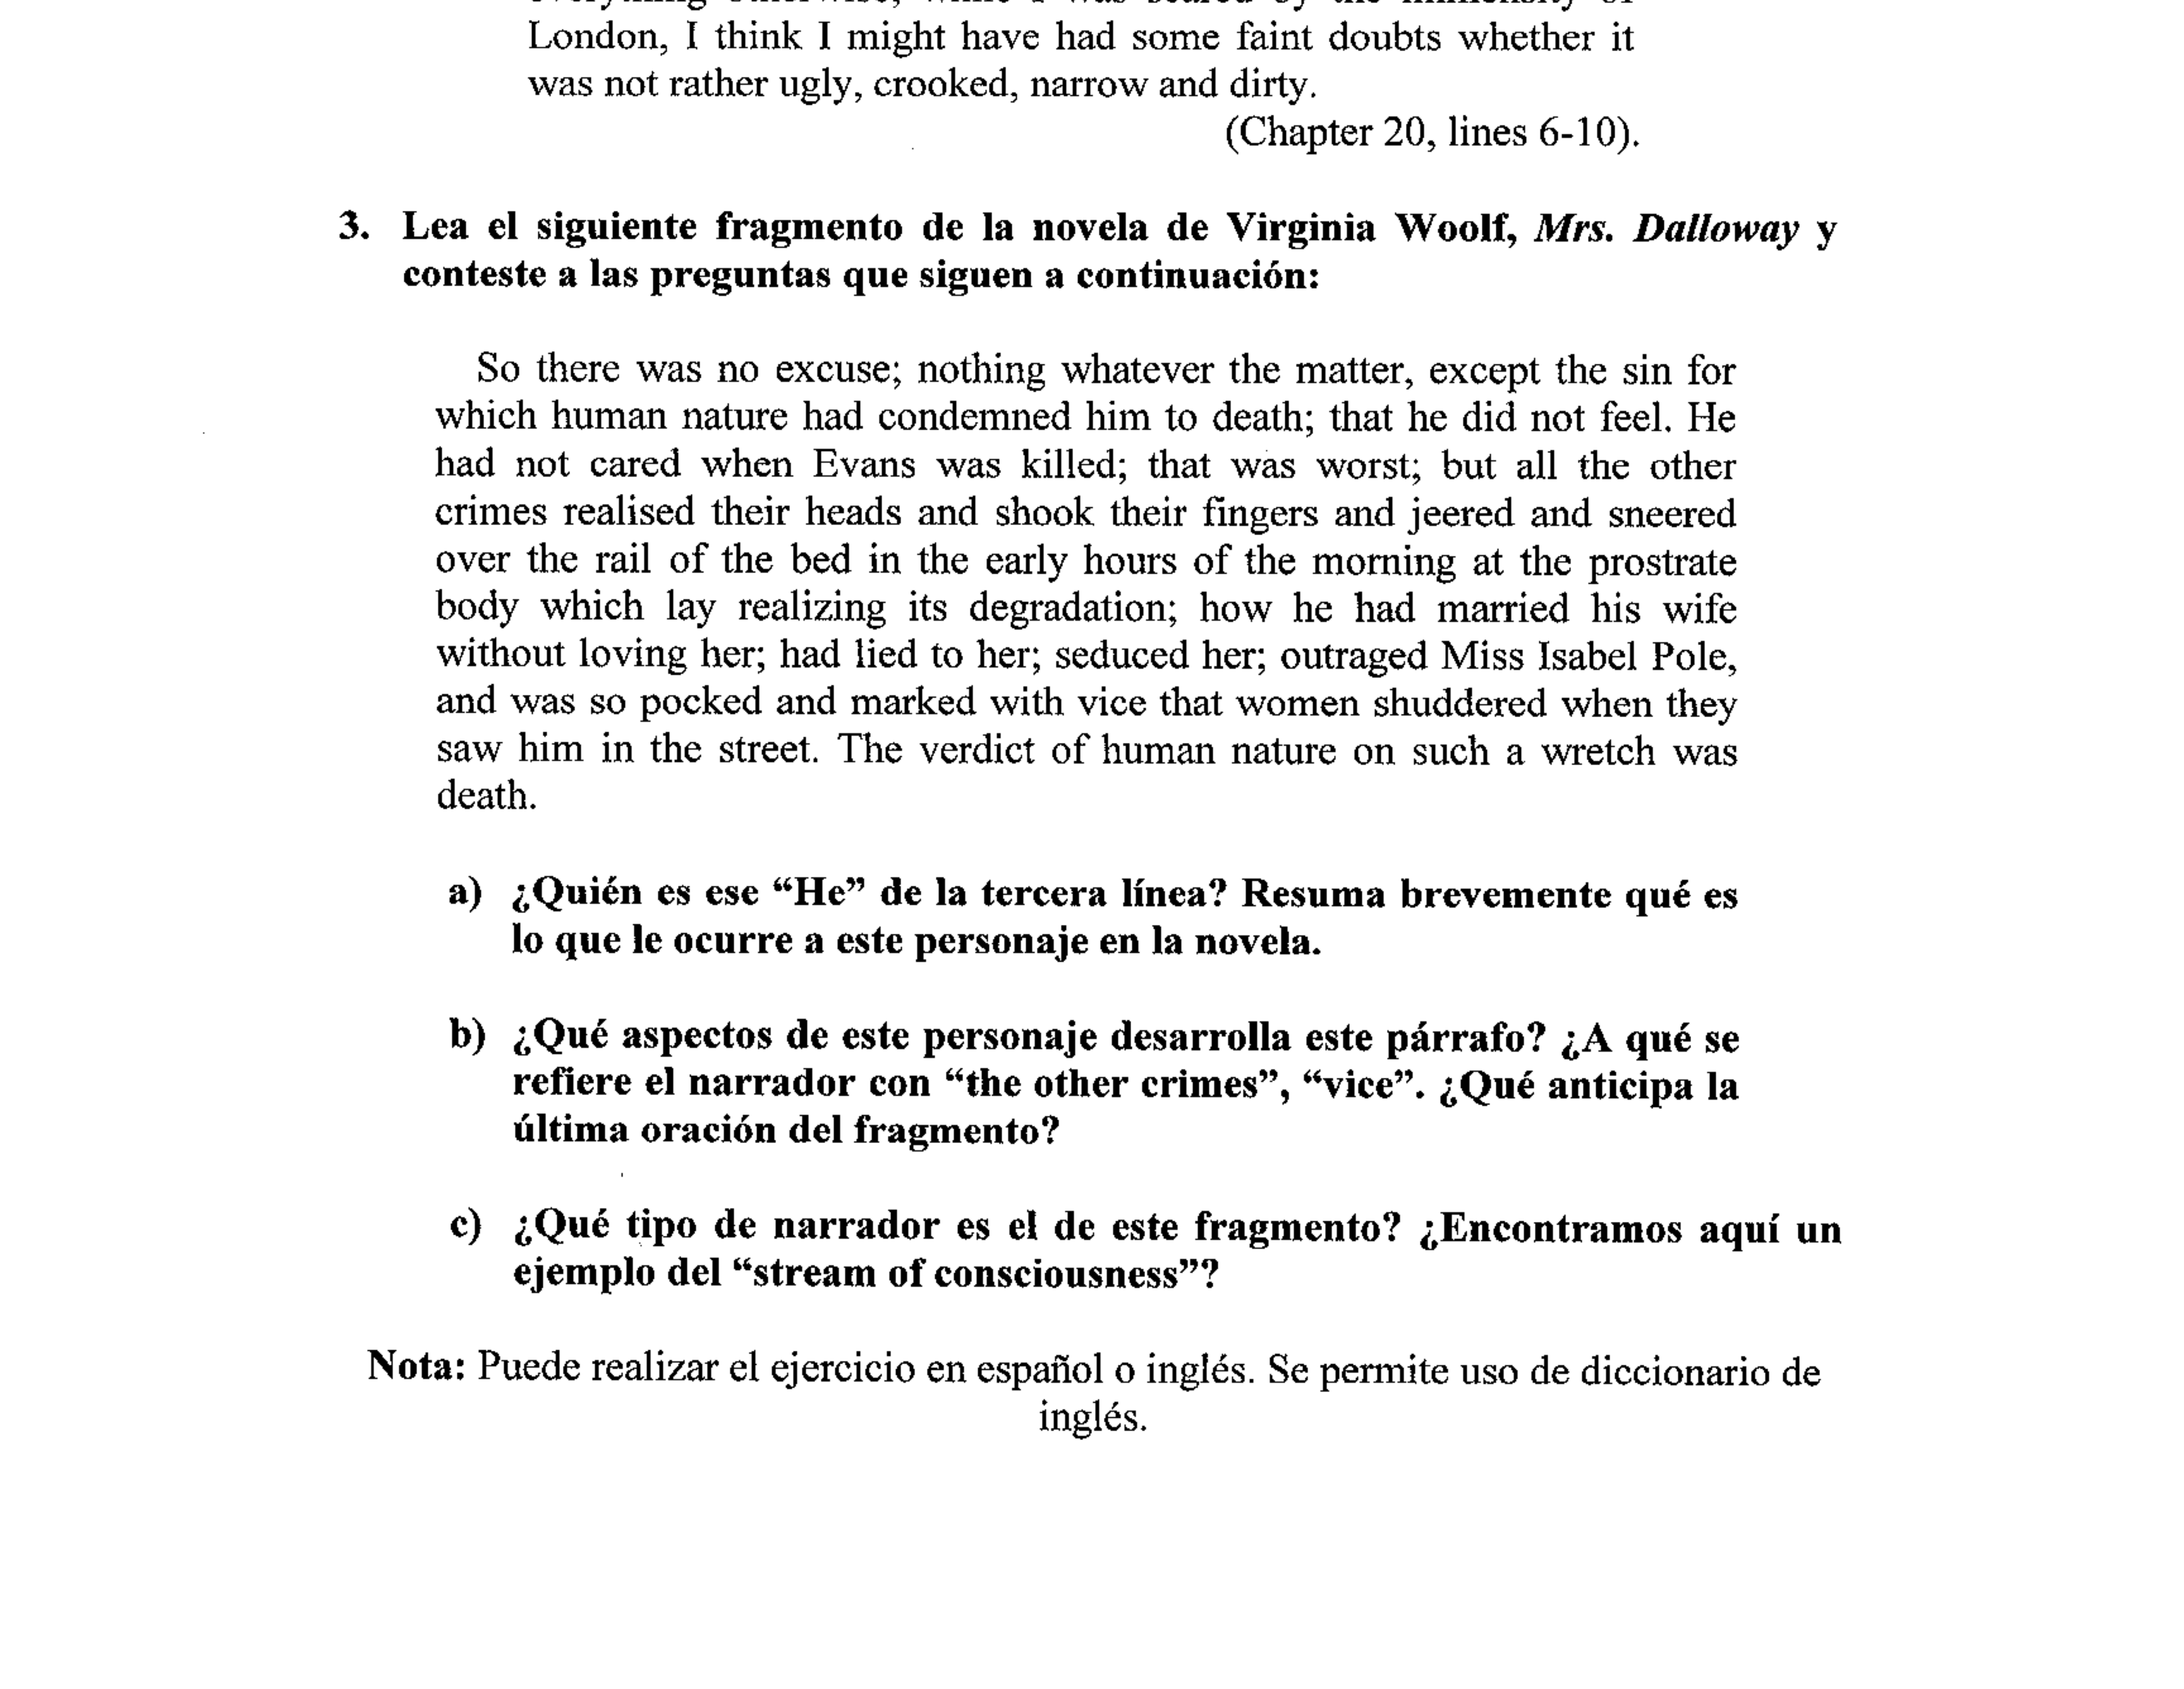 London, I think I might have had some faint doubts whether it
was not rather ugly, crooked, narrow and dirty.
(Chapter 20, lines 6-10).
3. Lea el siguiente fragmento de la novela de Virginia Woolf, Mrs. Dalloway y
conteste a las preguntas que siguen a continuación:
So there was no excuse; nothing whatever the matter, except the sin for
which human nature had condemned him to death; that he did not feel. He
had not cared when Evans was killed; that was worst; but all the other
crimes realised their heads and shook their fingers and jeered and sneered
over the rail of the bed in the early hours of the morning at the prostrate
body which lay realizing its degradation; how he had married his wife
without loving her; had lied to her; seduced her; outraged Miss Isabel Pole,
and was so pocked and marked with vice that women shuddered when they
saw him in the street. The verdict of human nature on such a wretch was
death.
a) ¿Quién es ese “He” de la tercera línea? Resuma brevemente qué es
lo que le ocurre a este personaje en la novela.
b) ¿Qué aspectos de este personaje desarrolla este párrafo? ¿A qué se
refiere el narrador con “the other crimes”, “vice”. ¿Qué anticipa la
última oración del fragmento?
c) ¿Qué tipo de narrador es el de este fragmento? ¿Encontramos aquí un
ejemplo del “stream of consciousness”?
Nota: Puede realizar el ejercicio en español o inglés. Se permite uso de diccionario de
inglés.